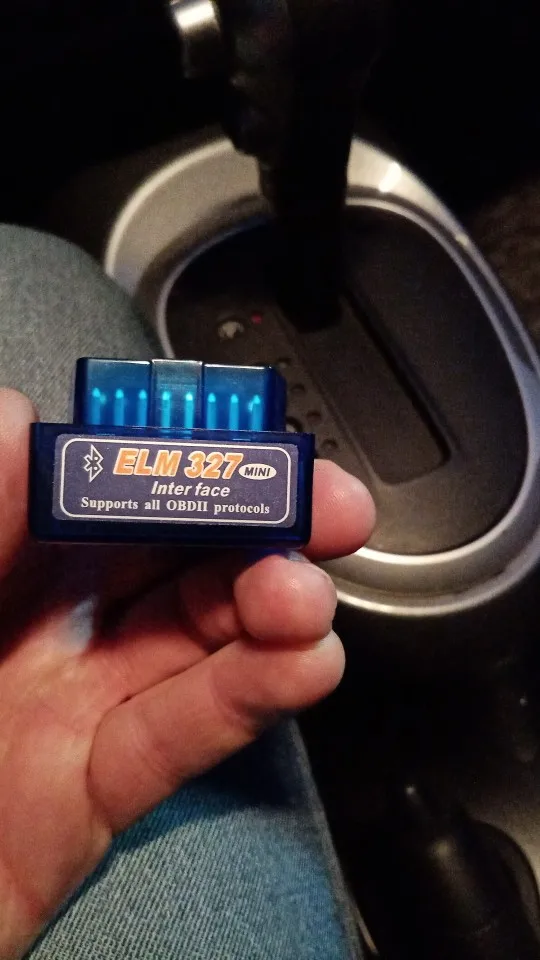 ELM 327 MINI
Inter face
Supports all OBDII protocols